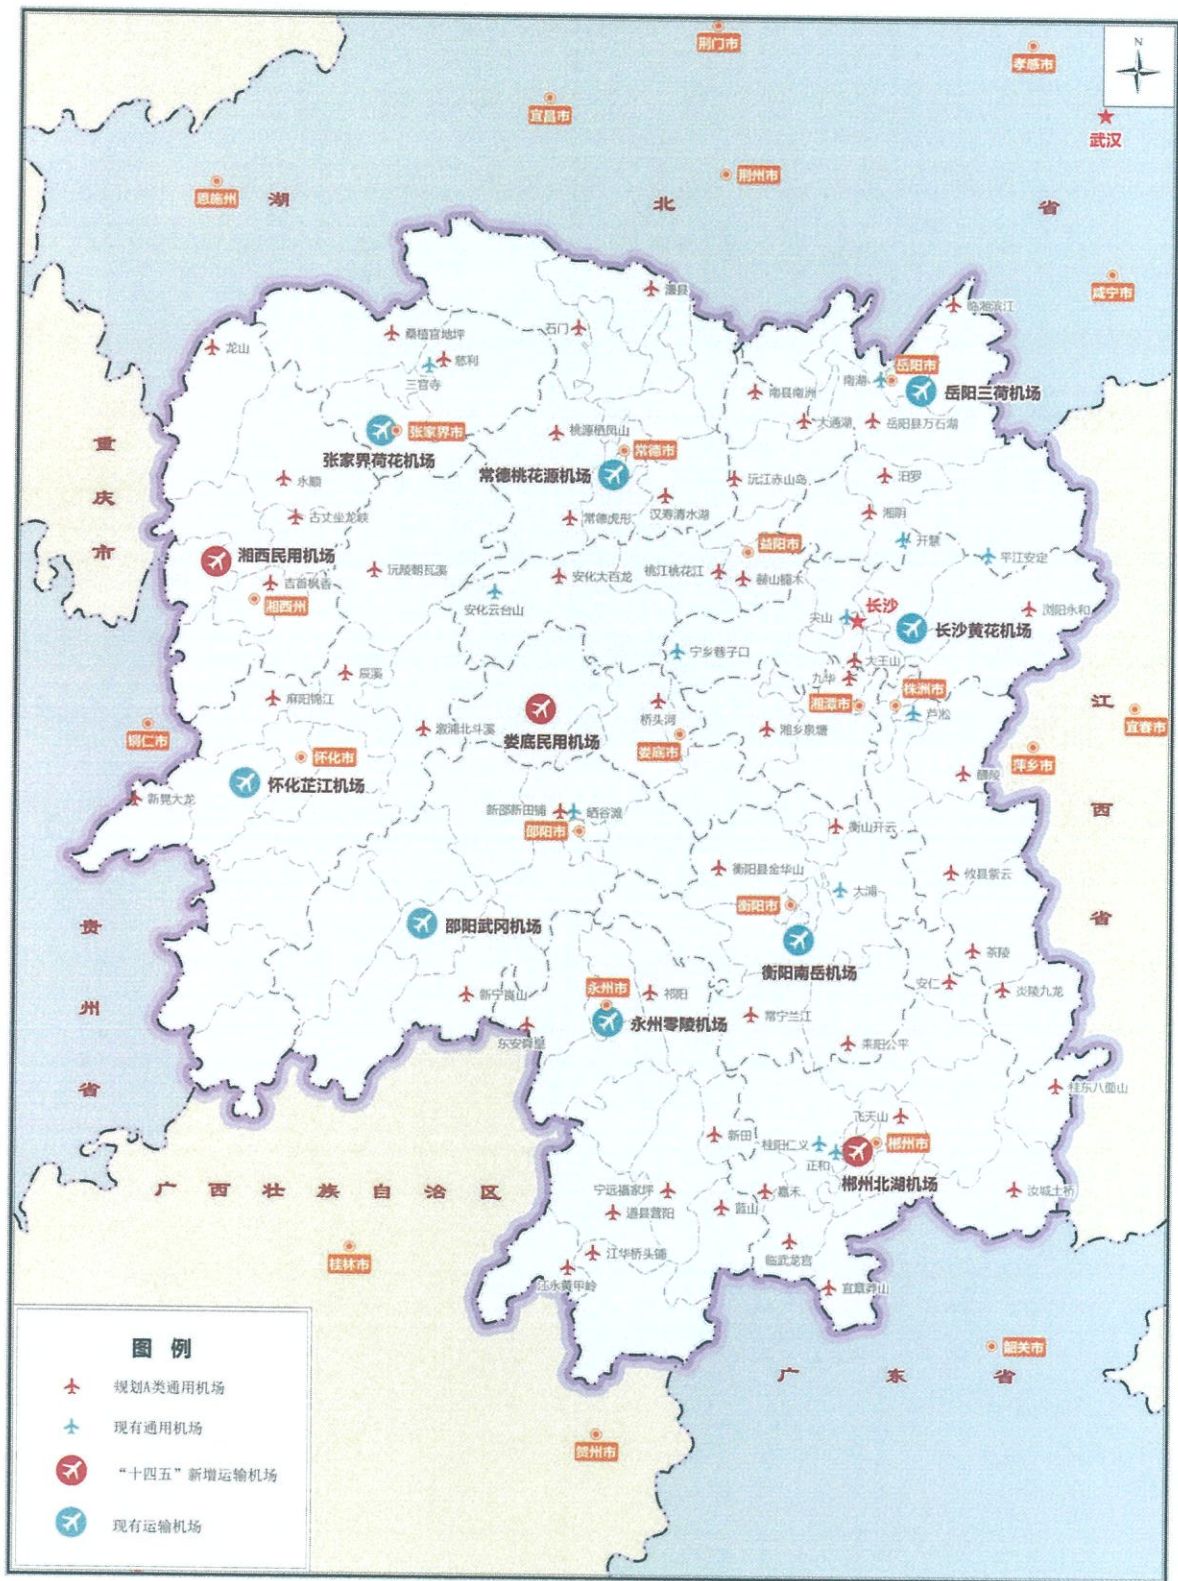 荆门市
孝感市
N
宜昌市
武汉
恩施州
荆州市
湖
北
省
咸宁市
澧县
临湘滨江
石门
桑植官地坪
龙山
慈利
三官寺
岳阳市
南湖
岳阳三荷机场
南县南洲
大通湖
岳阳县万石湖
张家界市
张家界荷花机场
桃源栖凤山
常德市
常德桃花源机场
重
庆
市
永顺
沅江赤山岛
汨罗
汉寿清水湖
古丈坐龙峡
常德虎形
湘阴
开慧
湘西民用机场
益阳市
平江安定
沅陵朝瓦溪
安化大百龙
桃江桃花江
吉首枫香
湘西州
安化云台山
长沙
浏阳永和
尖山
长沙黄花机场
宁乡巷子口
大王山
辰溪
九华
株洲市
麻阳锦江
桥头河
湘潭市
芦淞
江
西
省
铜仁市
溆浦北斗溪
娄底民用机场
娄底市
湘乡泉塘
宜春市
怀化市
萍乡市
醴陵
怀化芷江机场
新晃大龙
新邵新田铺
晒谷滩
邵阳市
衡山开云
衡阳县金华山
攸县蒙云
大浦
衡阳市
贵
州
省
邵阳武冈机场
衡阳南岳机场
茶陵
新宁崀山
永州市
祁阳
安仁
炎陵九龙
永州零陵机场
常宁兰江
东安舜皇
耒阳公平
桂东八面山
飞天山
新田
桂阳仁义
郴州市
正和
郴州北湖机场
广 西 壮 族 自 治 区
嘉禾
汝城土桥
道县营阳
蓝山
桂林市
江华桥头铺
临武龙宫
江永黄甲岭
宜章莽山
韶关市
广
东
省
贺州市
图 例
规划A类通用机场
现有通用机场
“十四五”新增运输机场
现有运输机场